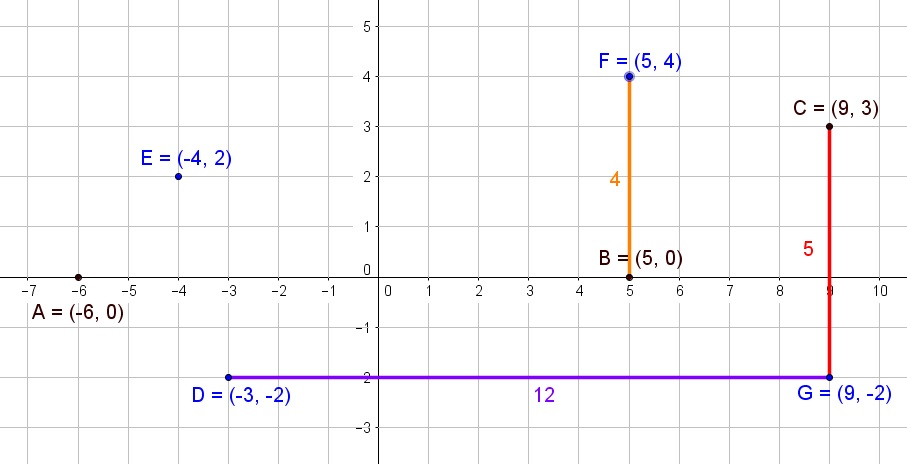 5
F = (5, 4)
4
C = (9, 3)
3
E = (-4, 2)
2
4
1
5
B = (5, 0)
0
-7 -6 -5 -4 -3 -2 -1 0 1 2 3 4 5 6 7 8 9 10
A = (-6, 0)
-1
-2
D = (-3, -2)
12
G = (9, -2)
-3